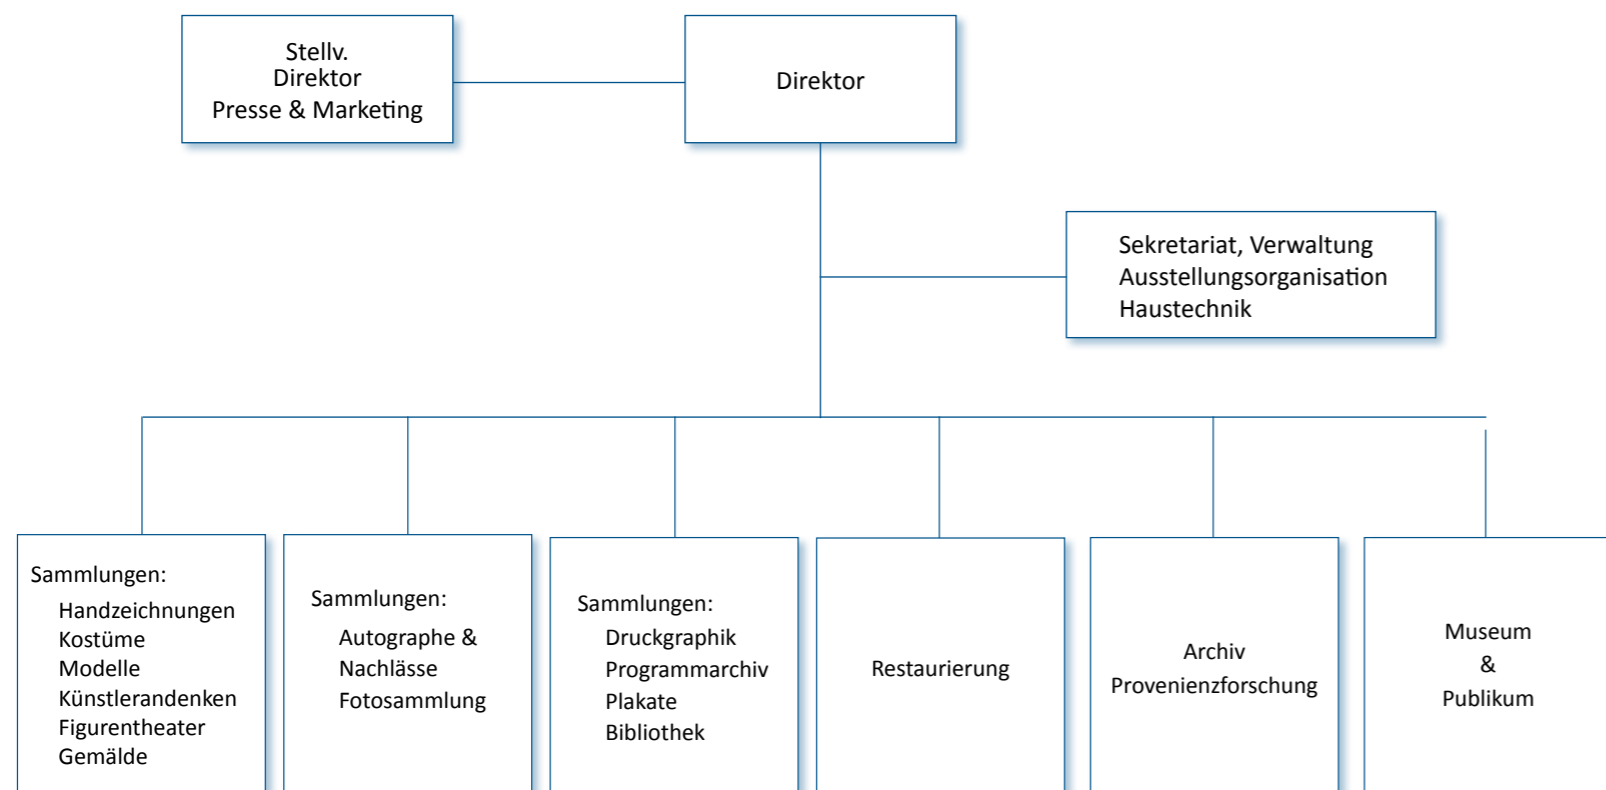 Stellv.
Direktor
Presse & Marketing
Direktor
Sekretariat, Verwaltung
Ausstellungsorganisation
Haustechnik
Sammlungen:
Handzeichnungen
Kostüme
Modelle
Künstlerandenken
Figurentheater
Gemälde
Sammlungen:
Autographe &
Nachlässe
Fotosammlung
Sammlungen:
Druckgraphik
Programmarchiv
Plakate
Bibliothek
Restaurierung
Archiv
Provenienzforschung
Museum
&
Publikum